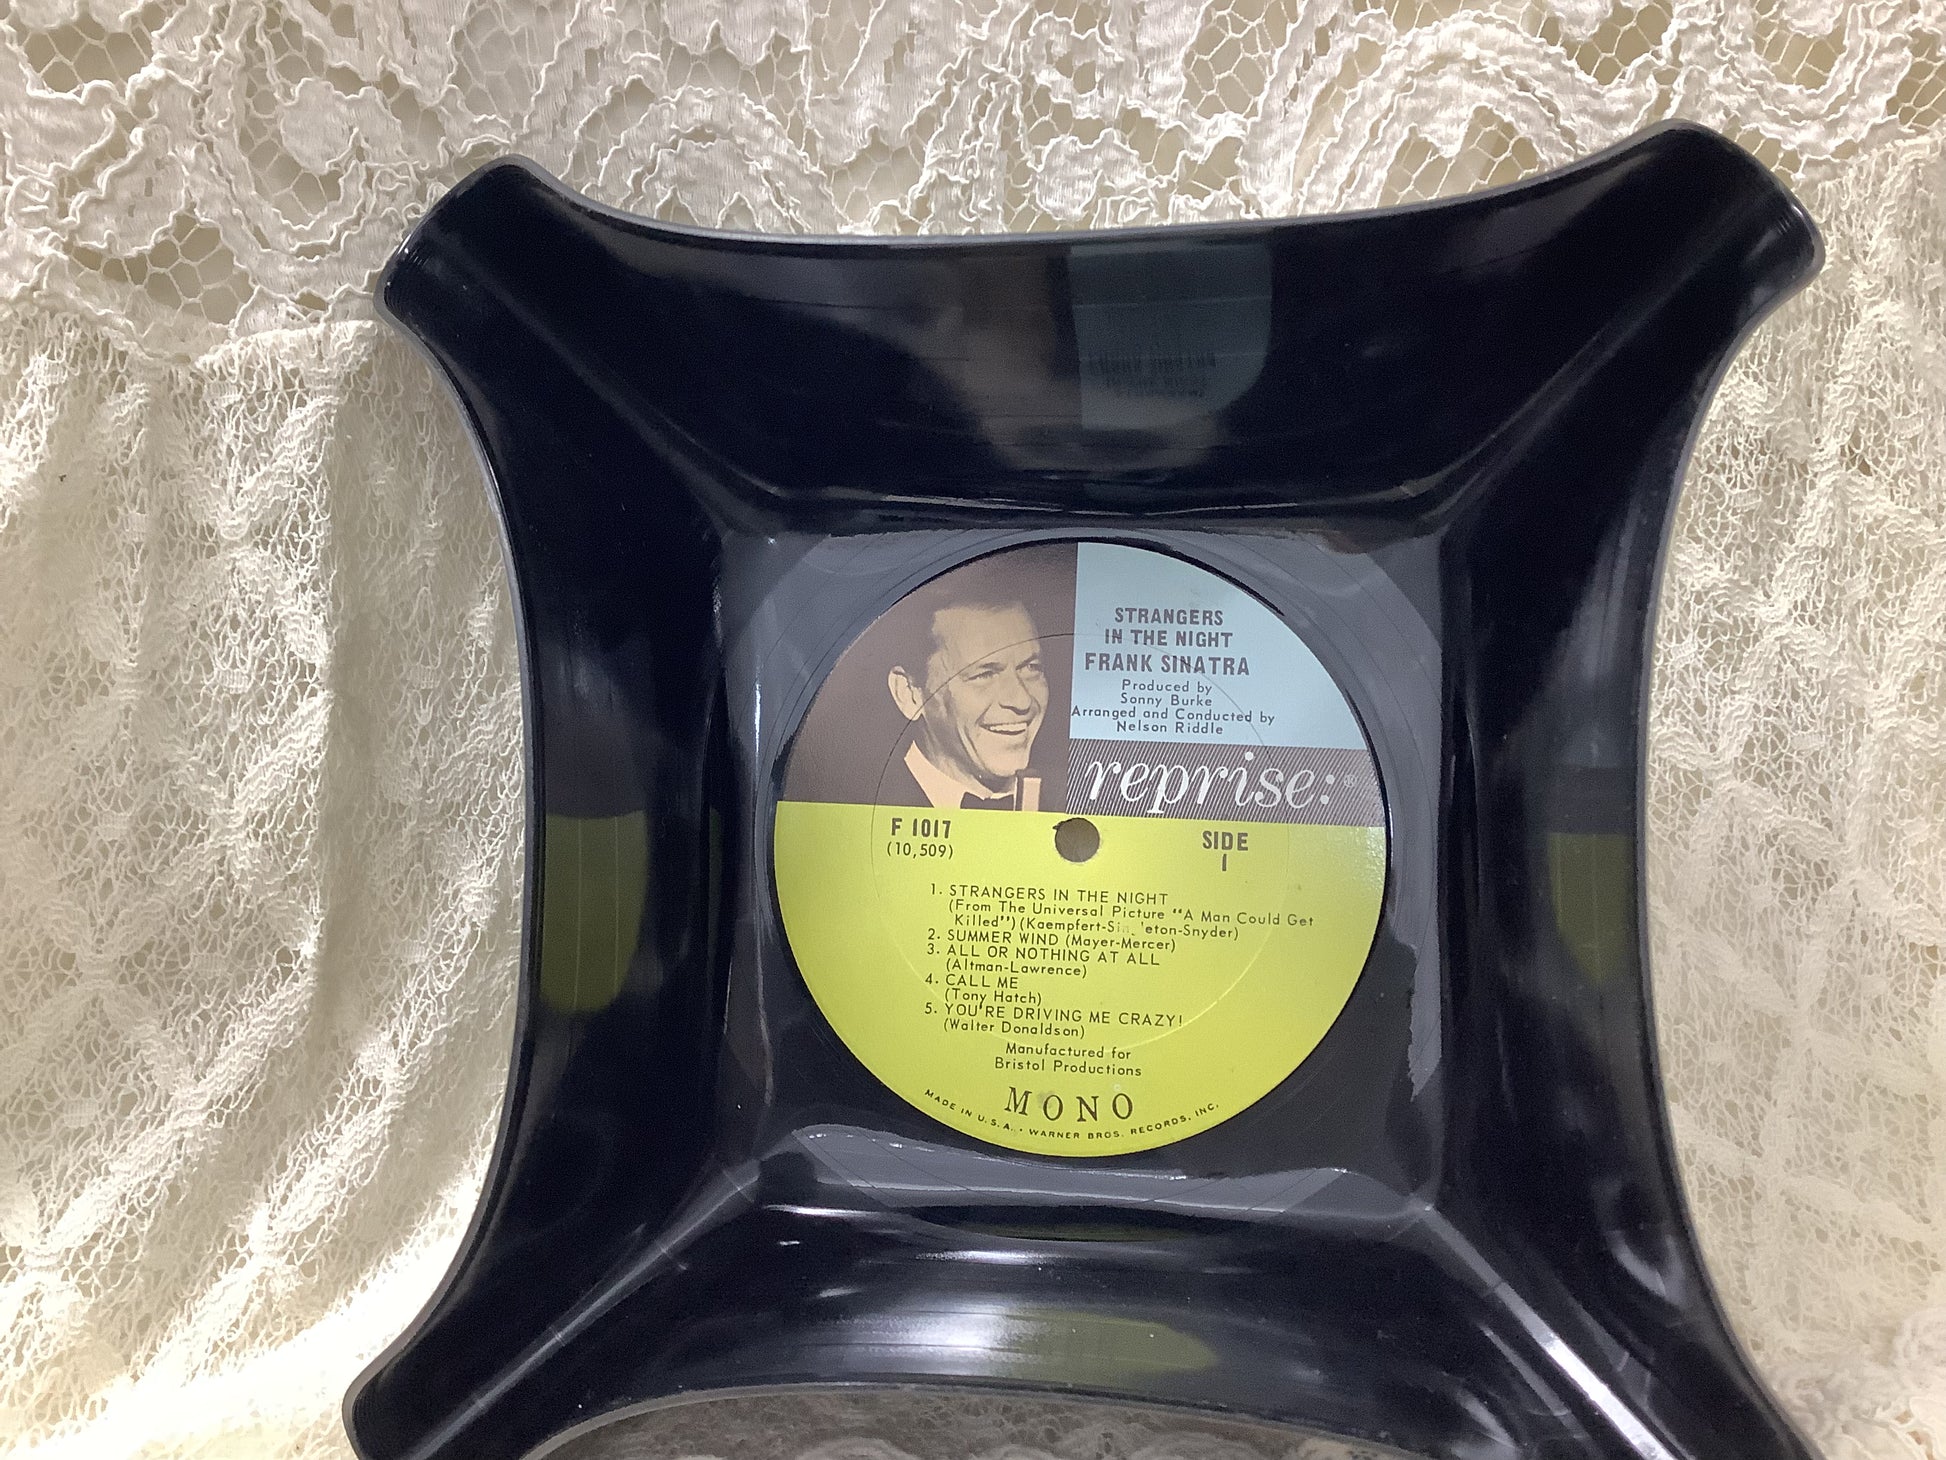 STRANGERS
IN THE NIGHT
FRANK SINATRA
Produced by
Sonny Burke
Arranged and Conducted by
Nelson Riddle
reprise:®
F 1017
(10,509)
SIDE
1
1. STRANGERS IN THE NIGHT
(From The Universal Picture "A Man Could Get
Killed") (Kaempfert- -Snyder)
2. SUMMER WIND (Mayer-Mercer)
3. ALL OR NOTHING AT ALL
(Altman-Lawrence)
4. CALL ME
(Tony Hatch)
5. YOU'RE DRIVING ME CRAZY!
(Walter Donaldson)
Manufactured for
Bristol Productions
MONO
MADE IN U.S.A. • WARNER BROS. RECORDS, INC.